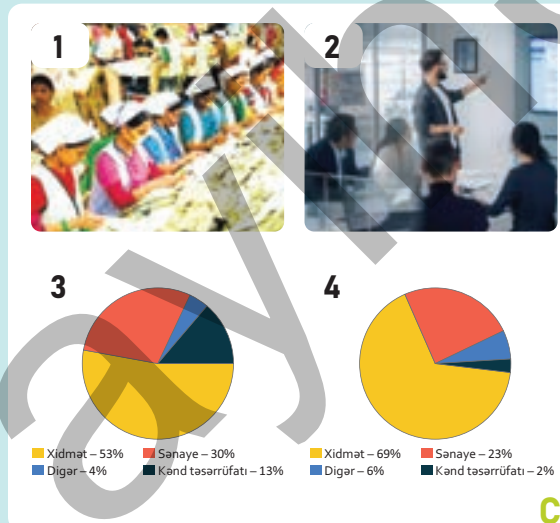 1
2
3
4
Xidmət – 53% Sənaye – 30%
Digər – 4% Kənd təsərrüfatı – 13%
Xidmət – 69% Sənaye – 23%
Digər – 6% Kənd təsərrüfatı – 2%
C